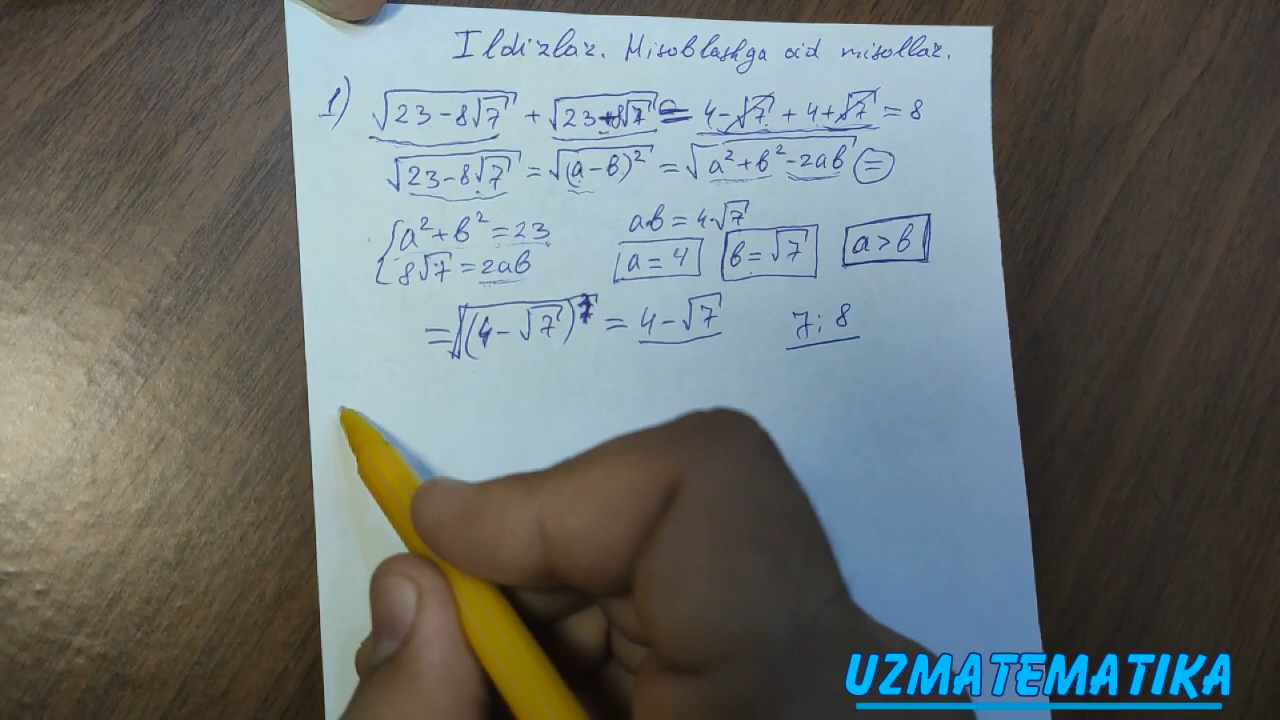 Ildizlar. Hisoblashga oid misollar.
1) √(23-8√7) + √(23+8√7) = 4-√7 + 4+√7 = 8
√(23-8√7) = √((a-b)²) = √(a²+b²-2ab) =
{a²+b²=23 ab=4·√7
{8√7=2ab a=4 b=√7 a>b
=√((4-√7)²) = 4-√7 J: 8
UZMATEMATIKA